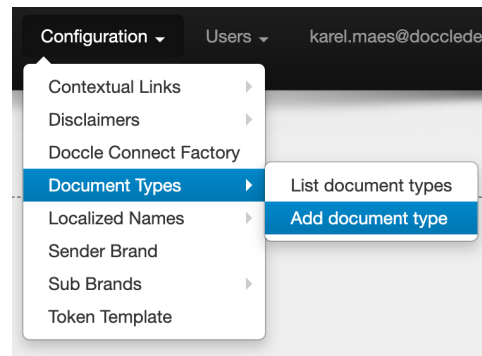 Configuration Users karel.maes@docclede
Contextual Links
Disclaimers
Doccle Connect Factory
Document Types
List document types
Localized Names
Add document type
Sender Brand
Sub Brands
Token Template